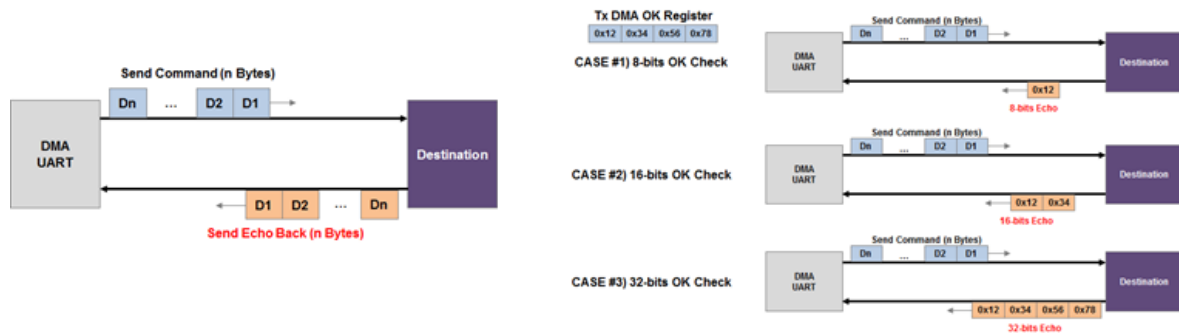 Send Command (n Bytes)
Dn ... D2 D1
DMA
UART
Destination
D1 D2 ... Dn
Send Echo Back (n Bytes)
Tx DMA OK Register
0x12 0x34 0x56 0x78
CASE #1) 8-bits OK Check
Send Command (n Bytes)
Dn ... D2 D1
DMA
UART
Destination
0x12
8-bits Echo
CASE #2) 16-bits OK Check
Send Command (n Bytes)
Dn ... D2 D1
DMA
UART
Destination
0x12 0x34
16-bits Echo
CASE #3) 32-bits OK Check
Send Command (n Bytes)
Dn ... D2 D1
DMA
UART
Destination
0x12 0x34 0x56 0x78
32-bits Echo